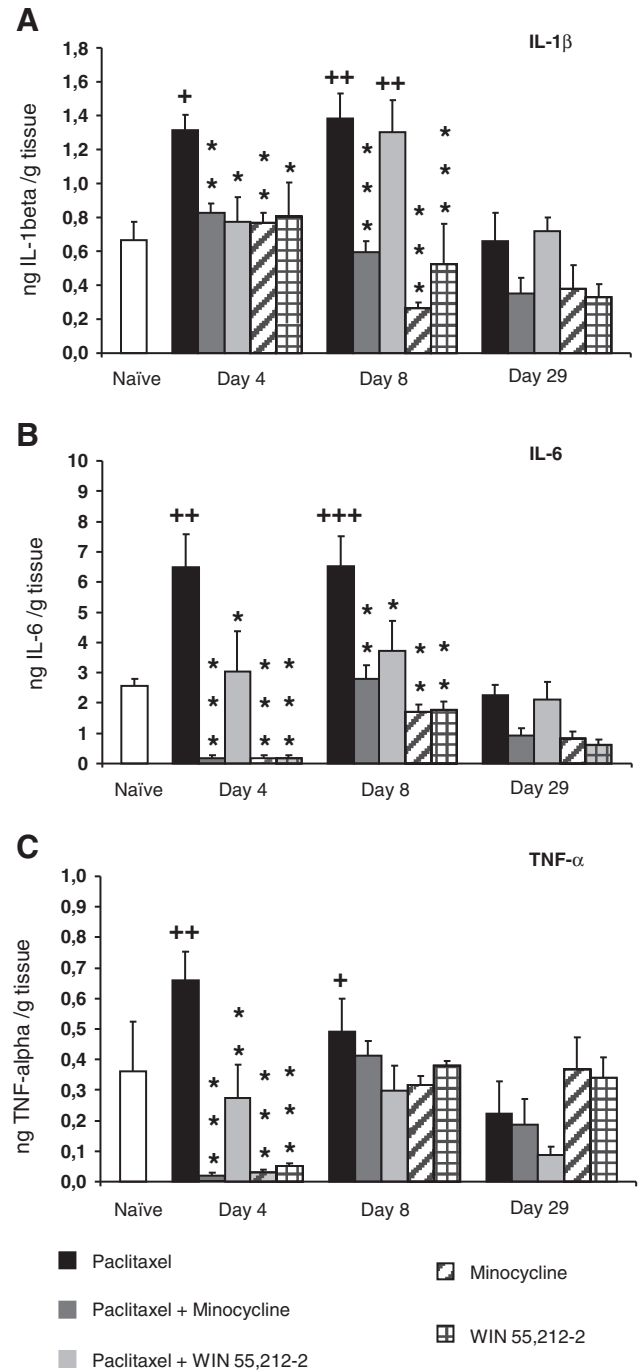 A
IL-1β
ng IL-1beta /g tissue
1,8
1,6
1,4
1,2
1,0
0,8
0,6
0,4
0,2
0,0
+
* *
*
* *
*
++
* * *
++
* * *
* * *
Naïve Day 4 Day 8 Day 29
B
IL-6
ng IL-6 /g tissue
10
9
8
7
6
5
4
3
2
1
0
++
* * *
*
* * *
* * *
+++
* *
*
* *
* *
Naïve Day 4 Day 8 Day 29
C
TNF-α
ng TNF-alpha /g tissue
1,0
0,9
0,8
0,7
0,6
0,5
0,4
0,3
0,2
0,1
0,0
++
* * *
* *
* * *
* * *
+
Naïve Day 4 Day 8 Day 29
Paclitaxel
Paclitaxel + Minocycline
Paclitaxel + WIN 55,212-2
Minocycline
WIN 55,212-2